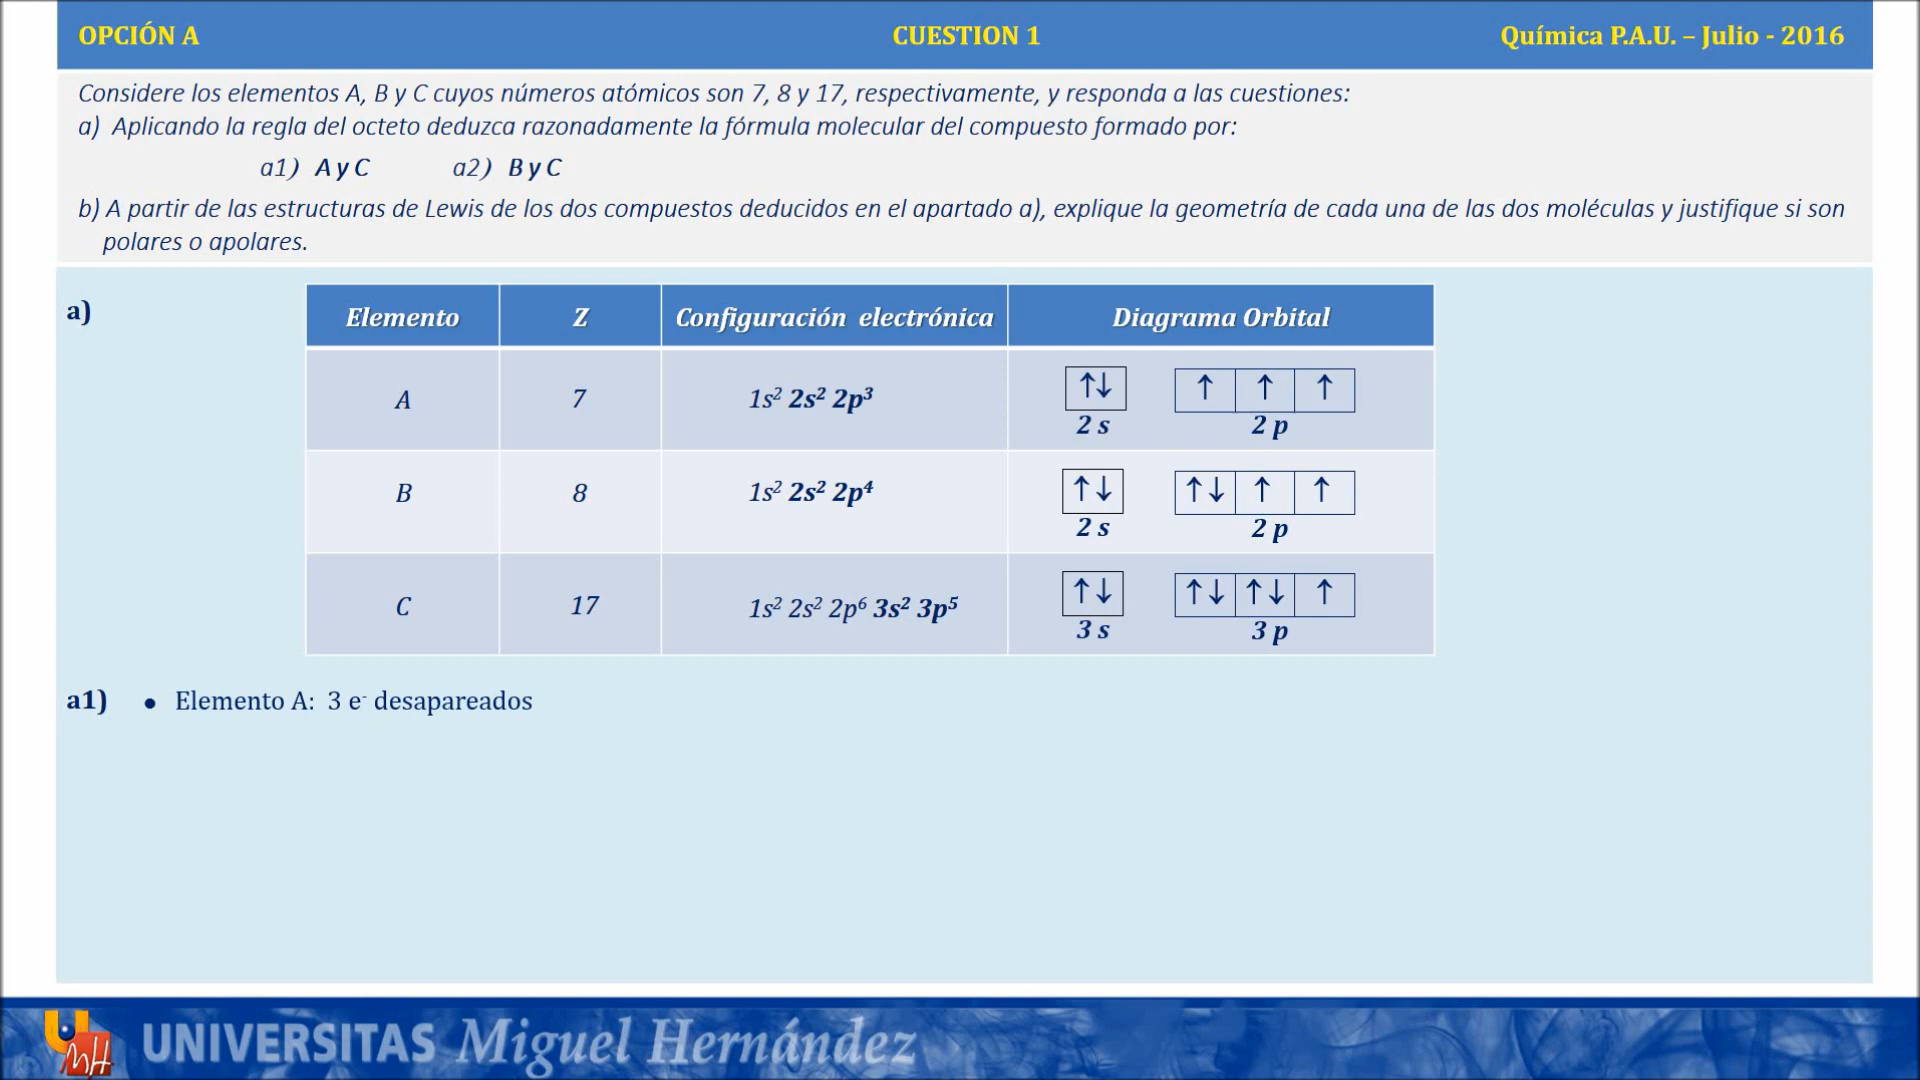 OPCIÓN A CUESTION 1 Química P.A.U. – Julio - 2016
Considere los elementos A, B y C cuyos números atómicos son 7, 8 y 17, respectivamente, y responda a las cuestiones:
a) Aplicando la regla del octeto deduzca razonadamente la fórmula molecular del compuesto formado por:
a1) A y C a2) B y C
b) A partir de las estructuras de Lewis de los dos compuestos deducidos en el apartado a), explique la geometría de cada una de las dos moléculas y justifique si son
polares o apolares.
a)
Elemento Z Configuración electrónica Diagrama Orbital
A 7 1s² 2s² 2p³ ↑↓ ↑ ↑ ↑
2 s 2 p
B 8 1s² 2s² 2p⁴ ↑↓ ↑↓ ↑ ↑
2 s 2 p
C 17 1s² 2s² 2p⁶ 3s² 3p⁵ ↑↓ ↑↓ ↑↓ ↑
3 s 3 p
a1) • Elemento A: 3 e⁻ desapareados
UNIVERSITAS Miguel Hernández